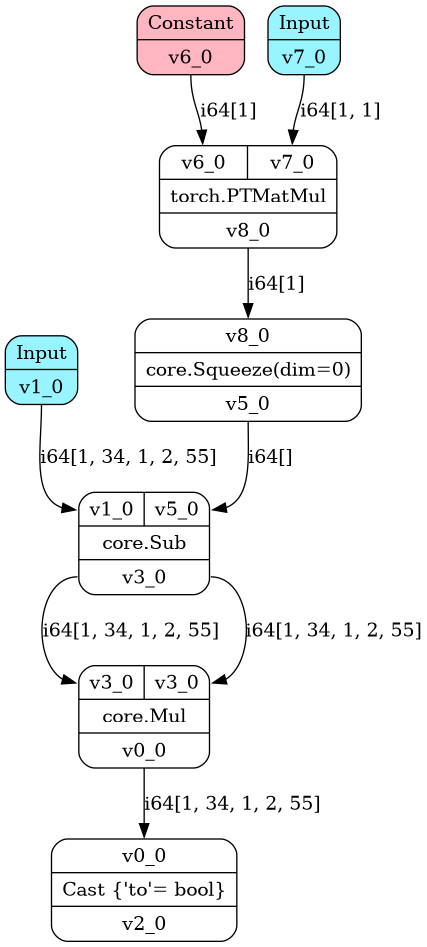 Constant
v6_0
Input
v7_0
i64[1]
i64[1, 1]
v6_0 v7_0
torch.PTMatMul
v8_0
i64[1]
v8_0
core.Squeeze(dim=0)
v5_0
Input
v1_0
i64[1, 34, 1, 2, 55]
i64[]
v1_0 v5_0
core.Sub
v3_0
i64[1, 34, 1, 2, 55]
i64[1, 34, 1, 2, 55]
v3_0 v3_0
core.Mul
v0_0
i64[1, 34, 1, 2, 55]
v0_0
Cast {'to'= bool}
v2_0